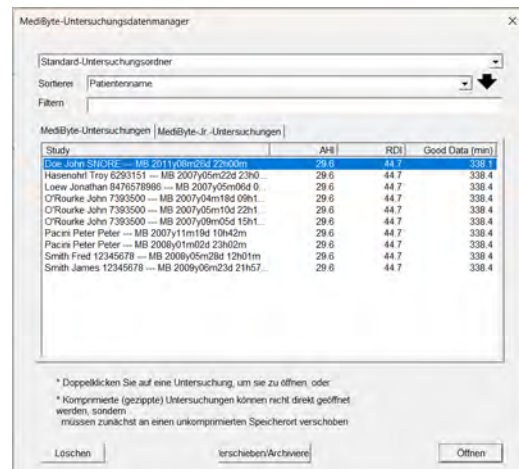 MediByte-Untersuchungsdatenmanager
Standard-Untersuchungsordner
Sortieren Patientenname
Filtern
MediByte-Untersuchungen MediByte-Jr.-Untersuchungen
Study AHI RDI Good Data (min)
Doe John SNORE --- MB 2011y08m26d 22h00m 29.6 44.7 338.1
Hasenohrl Troy 6293151 --- MB 2007y05m22d 23h0... 29.6 44.7 338.4
Loew Jonathan 8476578986 --- MB 2007y05m06d 0... 29.6 44.7 338.4
O'Rourke John 7393500 --- MB 2007y04m18d 09h1... 29.6 44.7 338.4
O'Rourke John 7393500 --- MB 2007y05m10d 22h1... 29.6 44.7 338.4
O'Rourke John 7393500 --- MB 2007y09m05d 15h1... 29.6 44.7 338.4
Pacini Peter Peter --- MB 2007y11m19d 10h42m 29.6 44.7 338.4
Pacini Peter Peter --- MB 2008y01m02d 23h02m 29.6 44.7 338.4
Smith Fred 12345678 --- MB 2008y05m28d 12h01m 29.6 44.7 338.4
Smith James 12345678 --- MB 2009y06m23d 21h57... 29.6 44.7 338.4
* Doppelklicken Sie auf eine Untersuchung, um sie zu öffnen, oder
* Komprimierte (gezippte) Untersuchungen können nicht direkt geöffnet
werden, sondern
müssen zunächst an einen unkomprimierten Speicherort verschoben
Löschen erschieben/Archiviere Öffnen